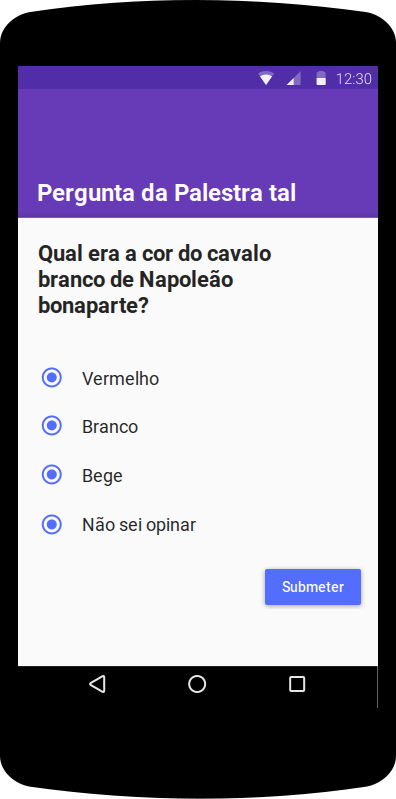 12:30
Pergunta da Palestra tal
Qual era a cor do cavalo
branco de Napoleão
bonaparte?
Vermelho
Branco
Bege
Não sei opinar
Submeter